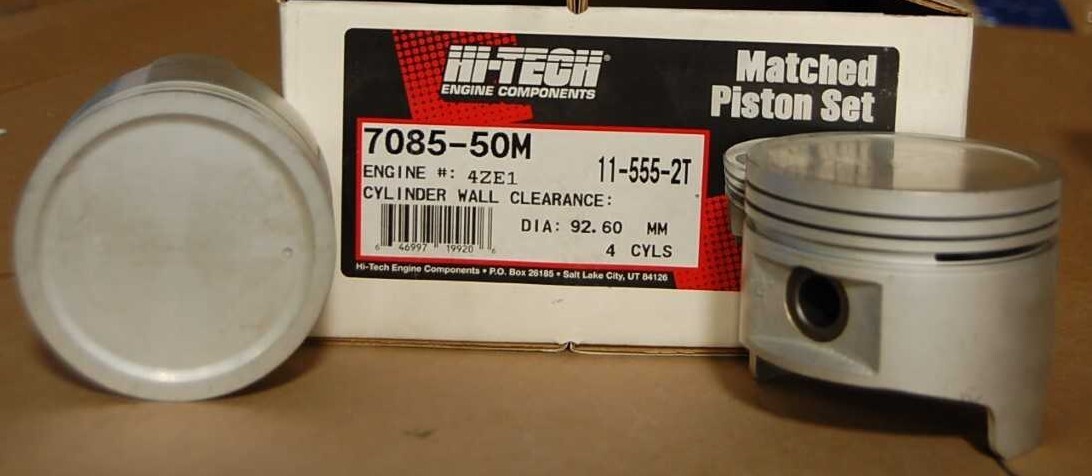 HI-TECH®
ENGINE COMPONENTS
Matched
Piston Set
7085-50M
11-555-2T
ENGINE #: 4ZE1
CYLINDER WALL CLEARANCE:
DIA: 92.60 MM
4 CYLS
6 46997 19920 6
Hi-Tech Engine Components • P.O. Box 26185 • Salt Lake City, UT 84126